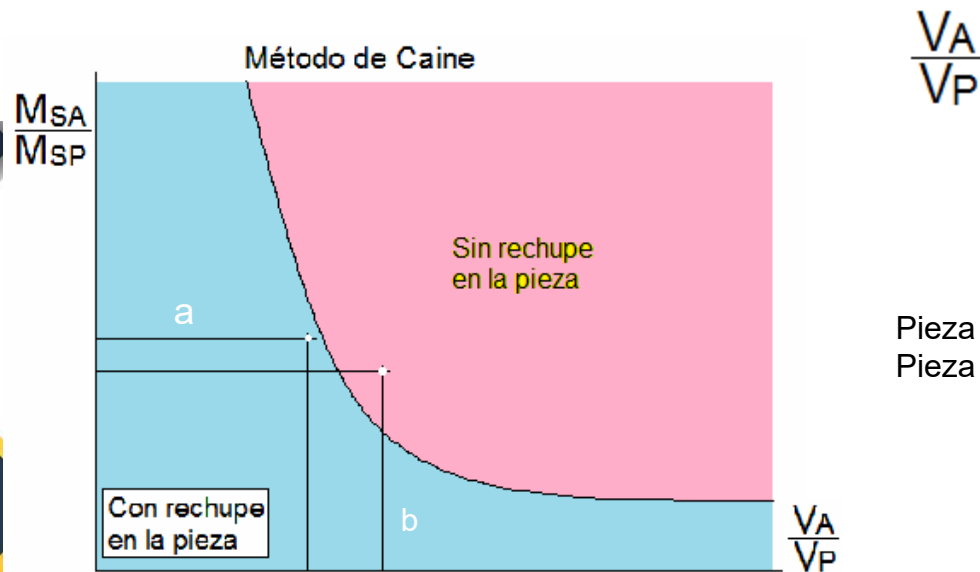 Método de Caine
MSA
MSP
a
Sin rechupe
en la pieza
Con rechupe
en la pieza
b
VA
VP
VA
VP
Pieza
Pieza